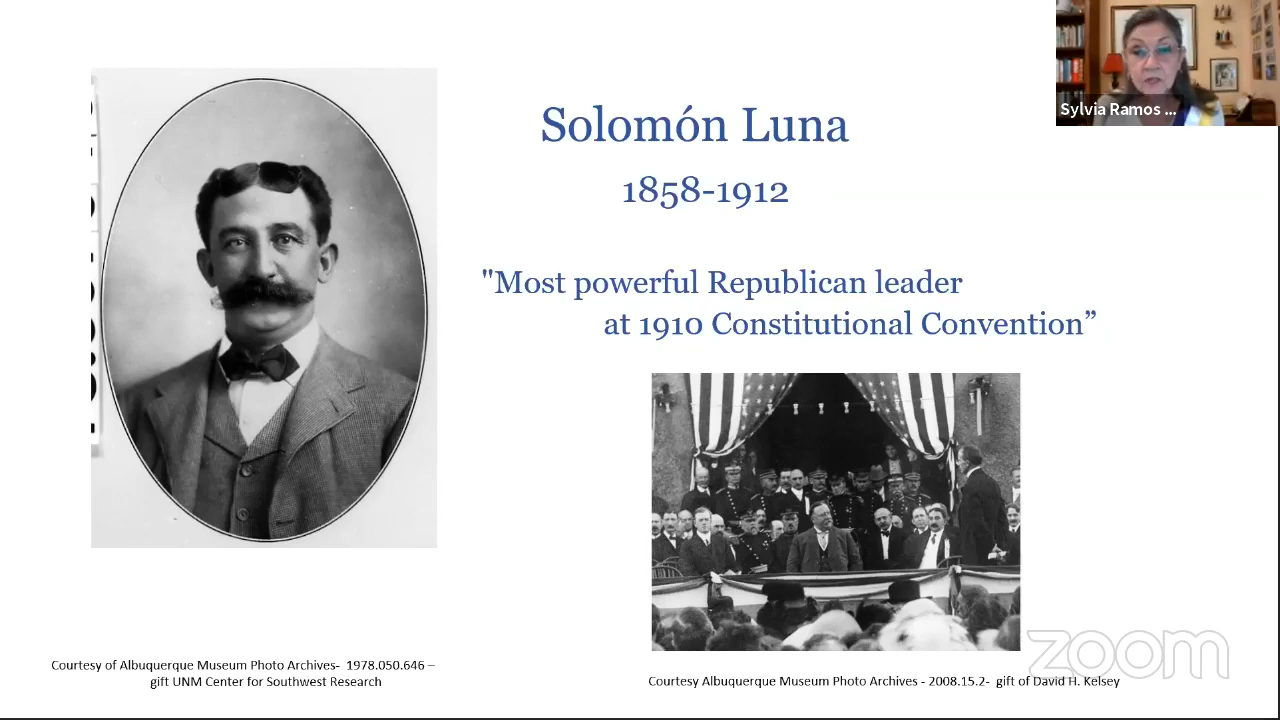 Solomón Luna
1858-1912
"Most powerful Republican leader
at 1910 Constitutional Convention”
Sylvia Ramos ...
Courtesy of Albuquerque Museum Photo Archives-  1978.050.646 –
gift UNM Center for Southwest Research
Courtesy Albuquerque Museum Photo Archives - 2008.15.2-  gift of David H. Kelsey
zoom